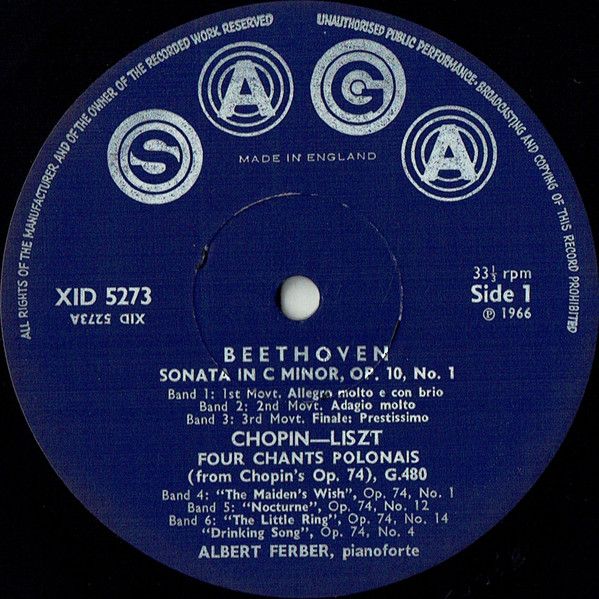 ALL RIGHTS OF THE MANUFACTURER, AND OF THE OWNER OF THE RECORDED WORK RESERVED
UNAUTHORISED PUBLIC PERFORMANCE· BROADCASTING AND COPYING OF THIS RECORD PROHIBITED
SAGA
MADE IN ENGLAND
XID 5273
XID 5273A
33⅓ rpm
Side 1
℗ 1966
BEETHOVEN
SONATA IN C MINOR, OP. 10, No. 1
Band 1: 1st Movt. Allegro molto e con brio
Band 2: 2nd Movt. Adagio molto
Band 3: 3rd Movt. Finale: Prestissimo
CHOPIN—LISZT
FOUR CHANTS POLONAIS
(from Chopin's Op. 74), G.480
Band 4: "The Maiden's Wish", Op. 74, No. 1
Band 5: "Nocturne", Op. 74, No. 12
Band 6: "The Little Ring", Op. 74, No. 14
"Drinking Song", Op. 74, No. 4
ALBERT FERBER, pianoforte